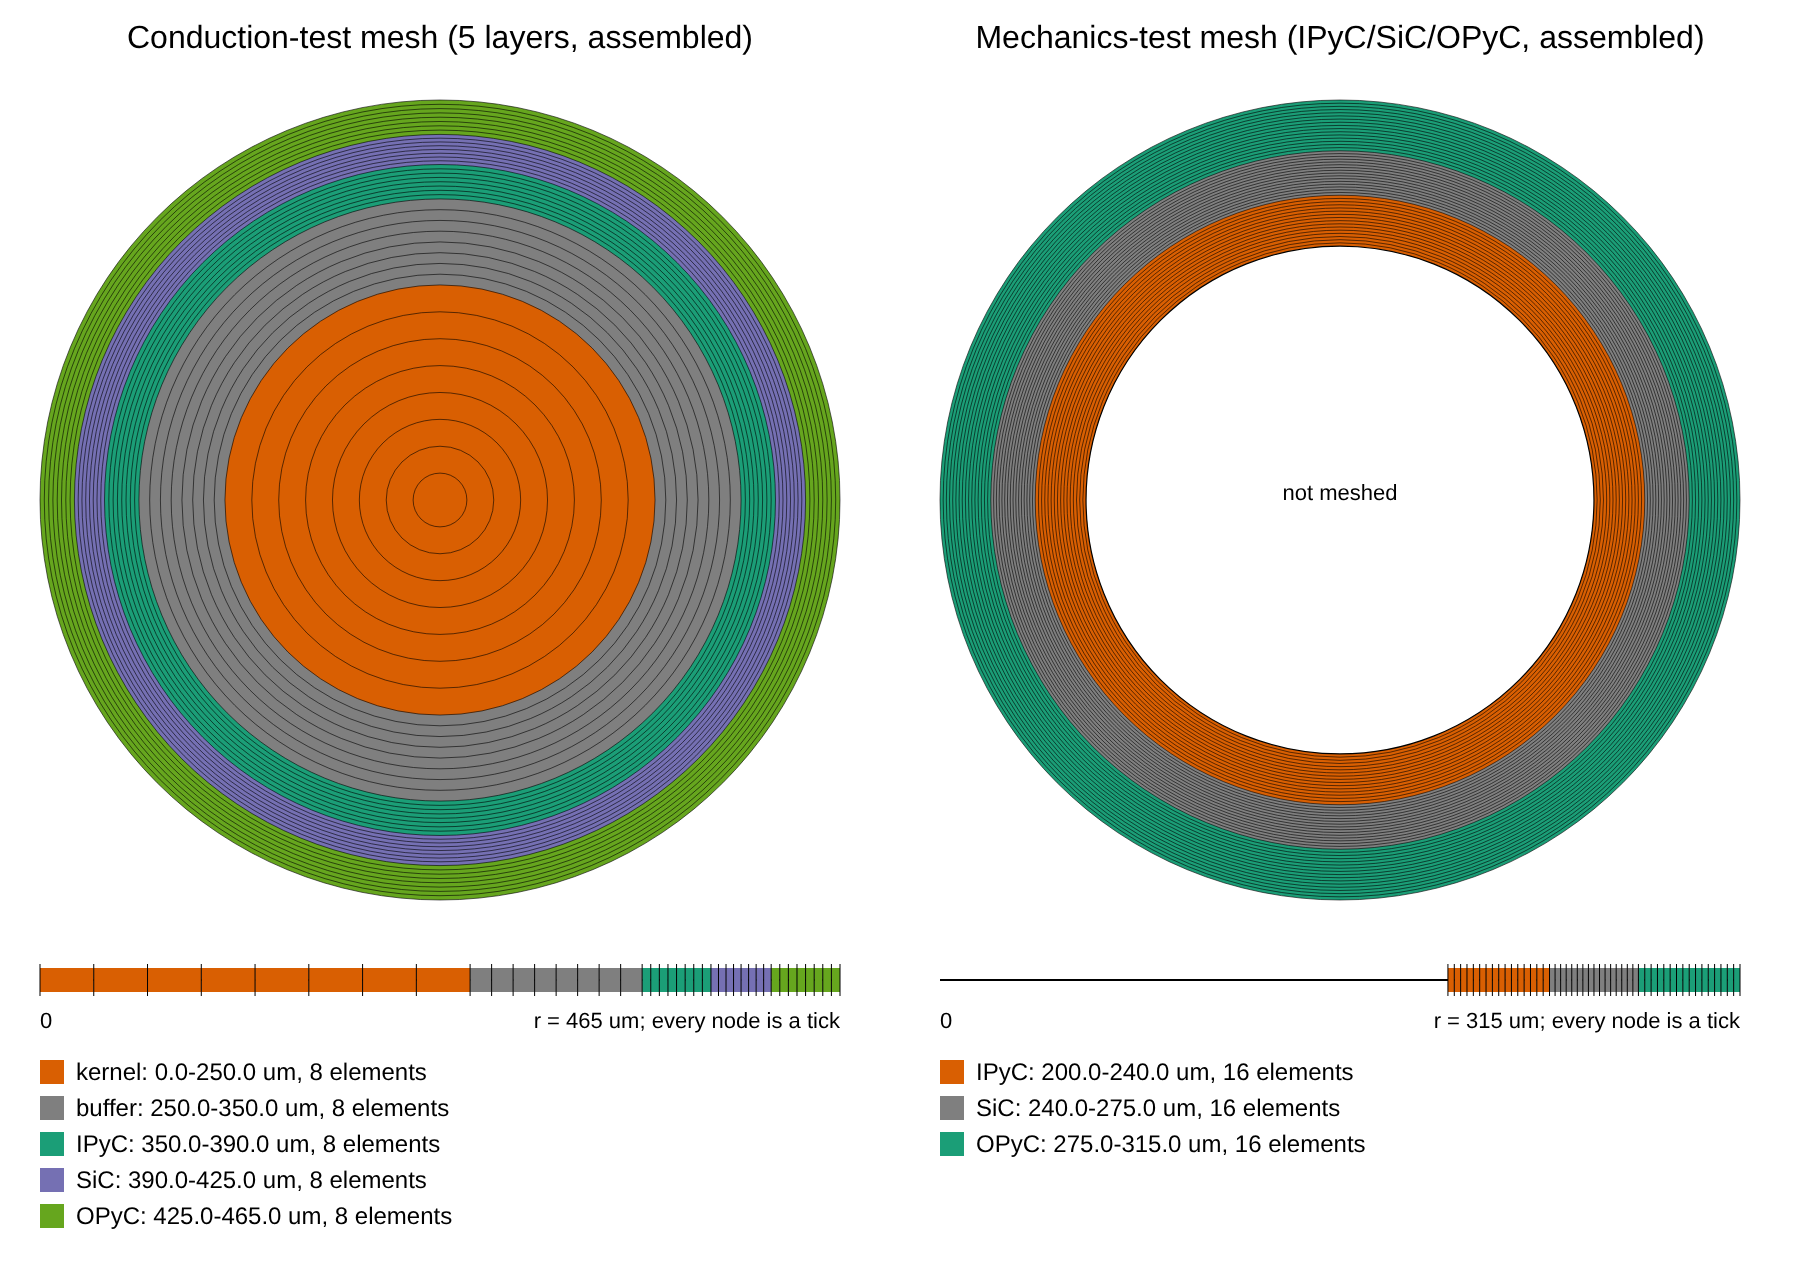 Conduction-test mesh (5 layers, assembled)
0
r = 465 um; every node is a tick
kernel: 0.0-250.0 um, 8 elements
buffer: 250.0-350.0 um, 8 elements
IPyC: 350.0-390.0 um, 8 elements
SiC: 390.0-425.0 um, 8 elements
OPyC: 425.0-465.0 um, 8 elements
Mechanics-test mesh (IPyC/SiC/OPyC, assembled)
not meshed
0
r = 315 um; every node is a tick
IPyC: 200.0-240.0 um, 16 elements
SiC: 240.0-275.0 um, 16 elements
OPyC: 275.0-315.0 um, 16 elements